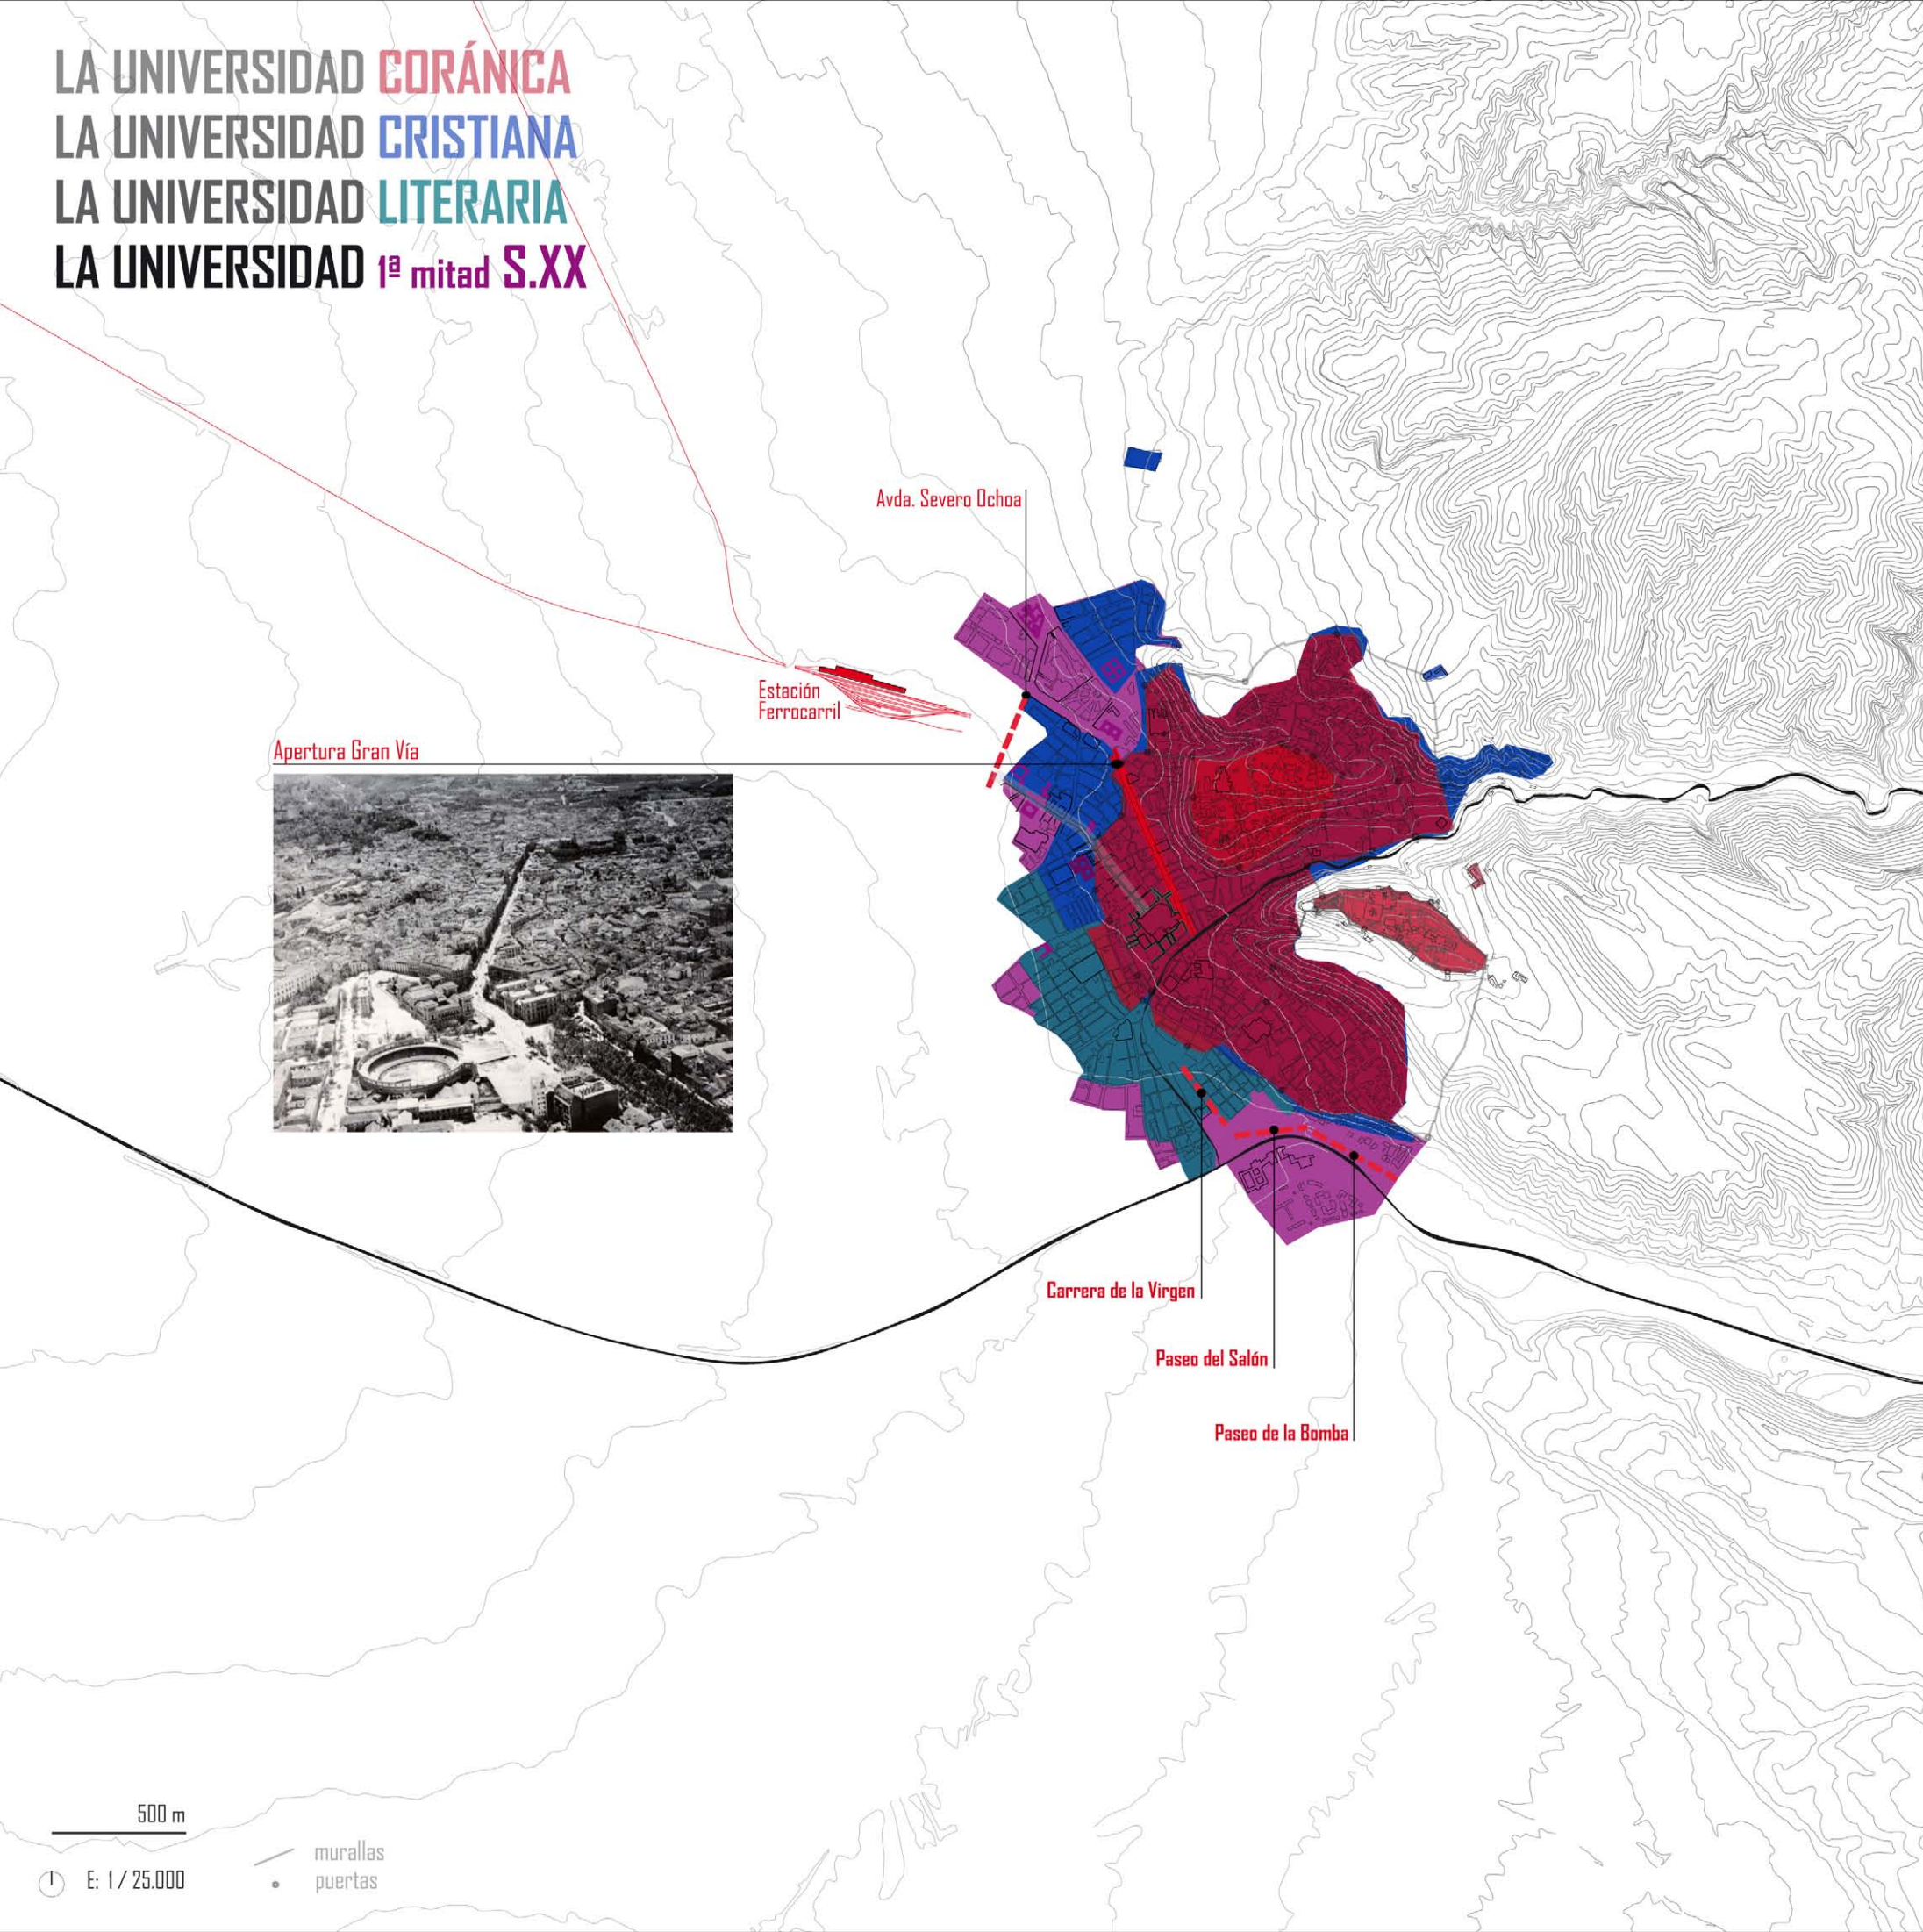 LA UNIVERSIDAD CORÁNICA
LA UNIVERSIDAD CRISTIANA
LA UNIVERSIDAD LITERARIA
LA UNIVERSIDAD 1ª mitad S.XX
Avda. Severo Ochoa
Estación
Ferrocarril
Apertura Gran Vía
Carrera de la Virgen
Paseo del Salón
Paseo de la Bomba
500 m
E: 1 / 25.000
murallas
puertas